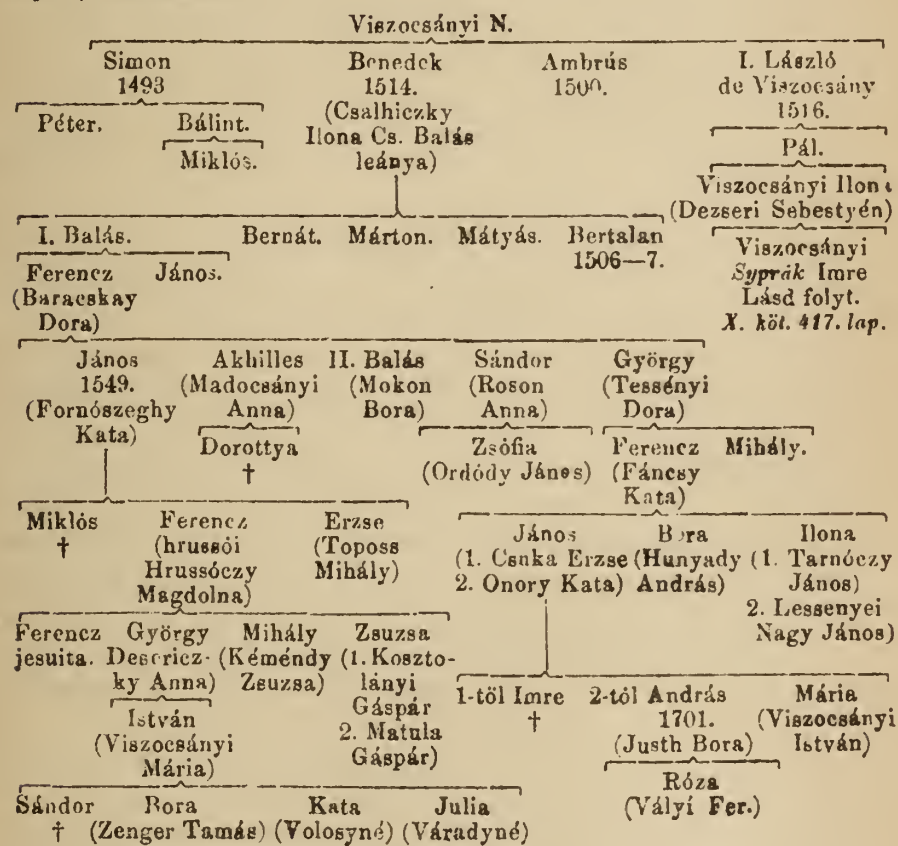 Viszocsányi N.
Simon Benedek Ambrús I. László
1493 1514. 1500. de Viszocsány
(Csalhiczky 1516.
Péter. Bálint. Ilona Cs. Balás
Miklós. leánya) Pál.
Viszocsányi Ilona
(Dezseri Sebestyén)
I. Balás. Bernát. Márton. Mátyás. Bertalan
1506—7. Viszocsányi
Ferencz János. Syprák Imre
(Baracskay Lásd folyt.
Dora) X. köt. 417. lap.
János Akhilles II. Balás Sándor György
1549. (Madocsányi (Mokon (Roson (Tessényi
(Fornószeghy Anna) Bora) Anna) Dora)
Kata)
Dorottya Zsófia Ferencz Mihály.
† (Ordódy János) (Fáncsy
Kata)
Miklós Ferencz Erzse
† (hrussói (Toposs
Hrussóczy Mihály)
Magdolna)
János Bora Ilona
(1. Csuka Erzse (Hunyady (1. Tarnóczy
2. Onory Kata) András) János)
2. Lessenyei
Nagy János)
Ferencz György Mihály Zsuzsa
jesuita. Desericz- (Kéméndy (1. Koszto-
ky Anna) Zsuzsa) lányi
Gáspár
István 2. Matula
(Viszocsányi Gáspár)
Mária)
1-től Imre 2-tól András Mária
† 1701. (Viszocsányi
(Justh Bora) István)
Róza
(Vályí Fer.)
Sándor Bora Kata Julia
† (Zenger Tamás) (Volosyné) (Váradyné)